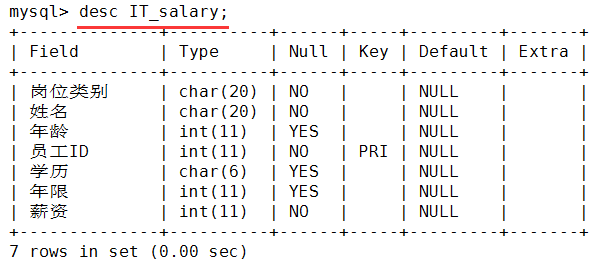 mysql> desc IT_salary;
+--------------+----------+------+-----+---------+-------+
| Field        | Type     | Null | Key | Default | Extra |
+--------------+----------+------+-----+---------+-------+
| 岗位类别     | char(20) | NO   |     | NULL    |       |
| 姓名         | char(20) | NO   |     | NULL    |       |
| 年龄         | int(11)  | YES  |     | NULL    |       |
| 员工ID       | int(11)  | NO   | PRI | NULL    |       |
| 学历         | char(6)  | YES  |     | NULL    |       |
| 年限         | int(11)  | YES  |     | NULL    |       |
| 薪资         | int(11)  | NO   |     | NULL    |       |
+--------------+----------+------+-----+---------+-------+
7 rows in set (0.00 sec)